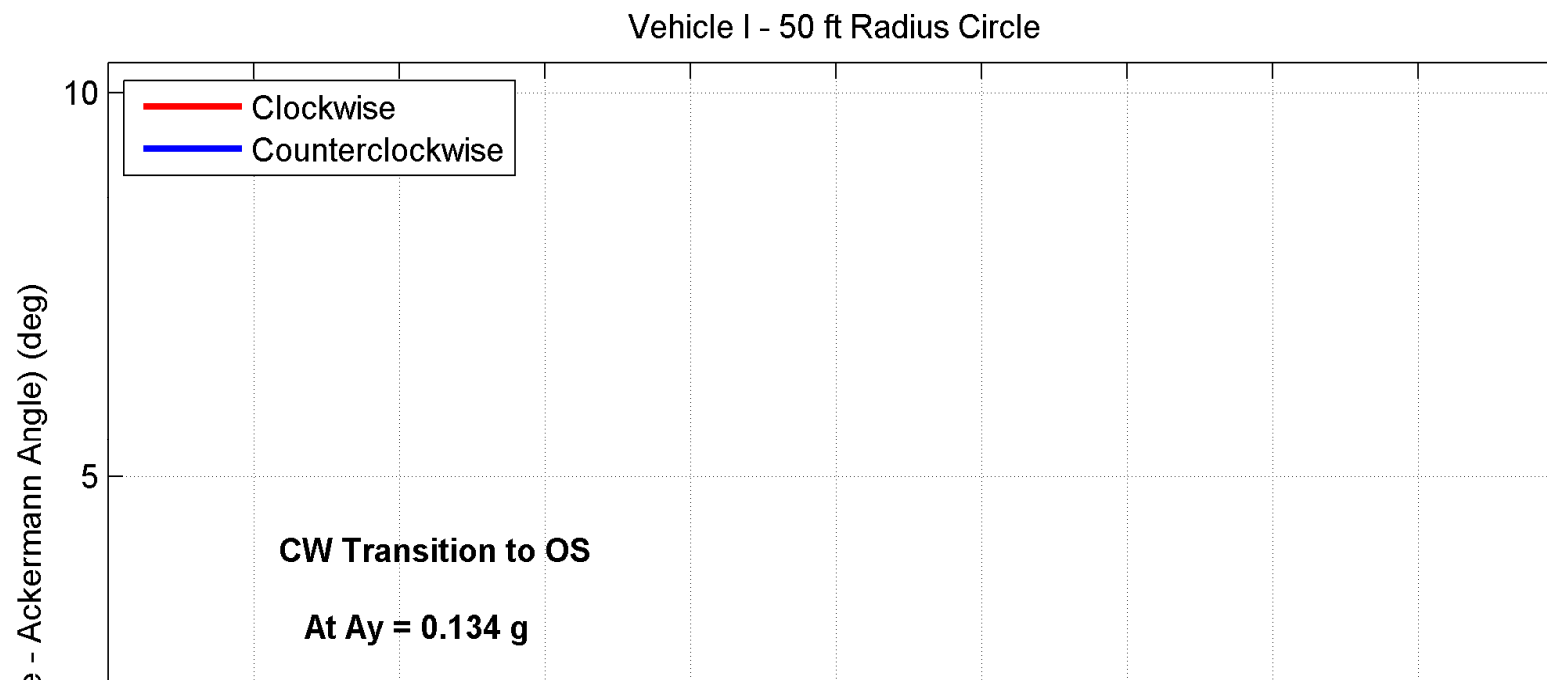 Vehicle I - 50 ft Radius Circle
10
Clockwise
Counterclockwise
5
- Ackermann Angle) (deg)
CW Transition to OS
At Ay = 0.134 g